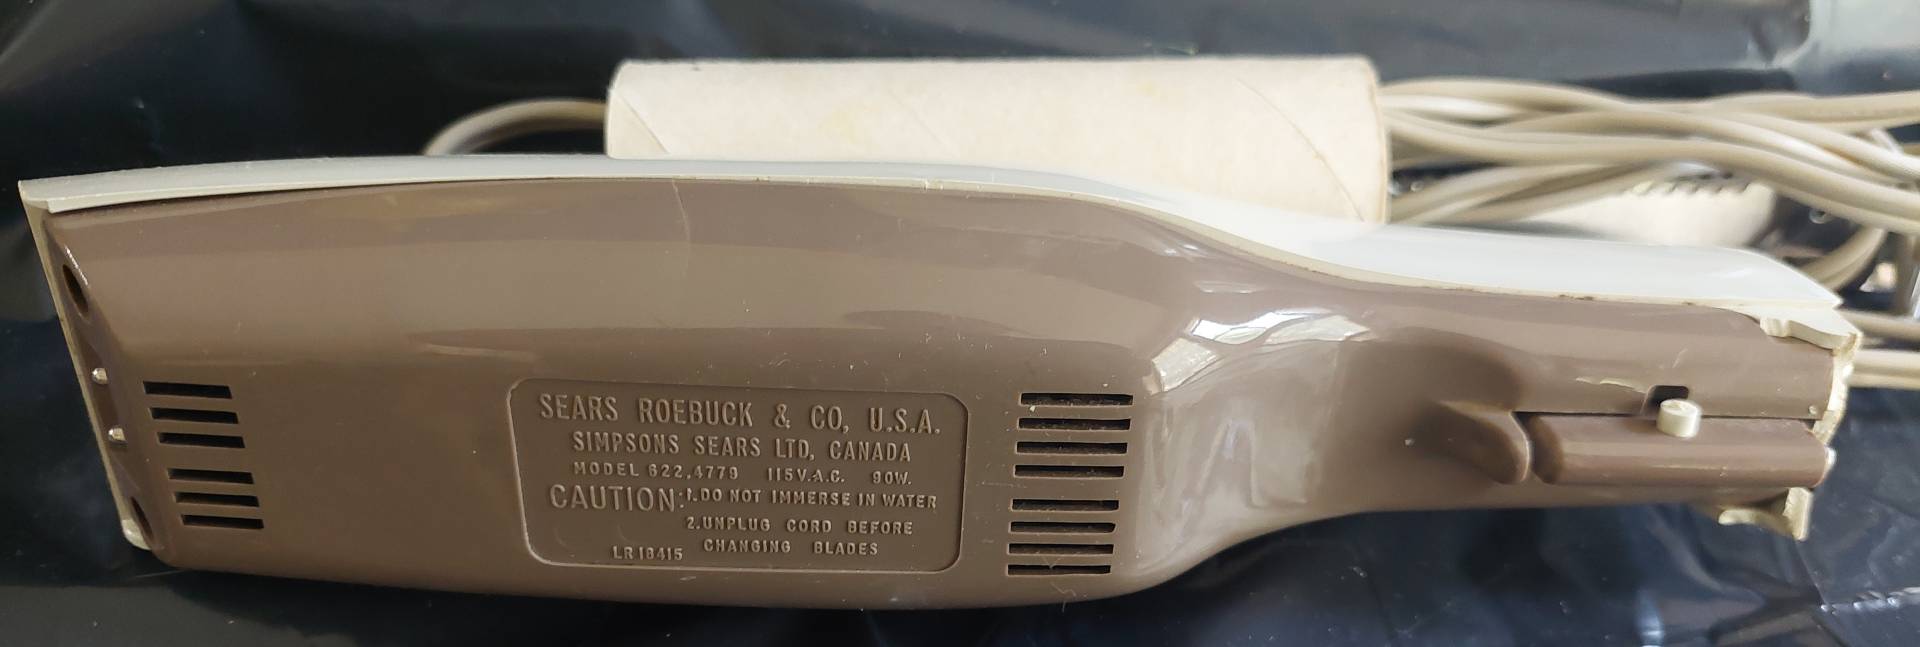 SEARS ROEBUCK & CO, U.S.A.
SIMPSONS SEARS LTD, CANADA
MODEL 622.4779 115V.A.C. 90W.
CAUTION: 1. DO NOT IMMERSE IN WATER
2. UNPLUG CORD BEFORE
CHANGING BLADES
LR18415